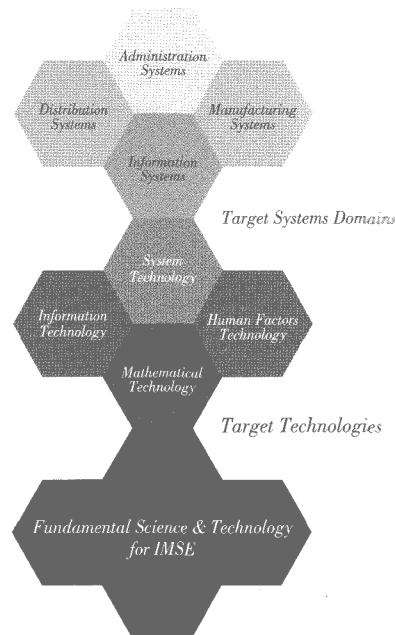 Administration
Systems
Distribution
Systems
Manufacturing
Systems
Information
Systems
Target Systems Domains
System
Technology
Information
Technology
Human Factors
Technology
Mathematical
Technology
Target Technologies
Fundamental Science & Technology
for IMSE